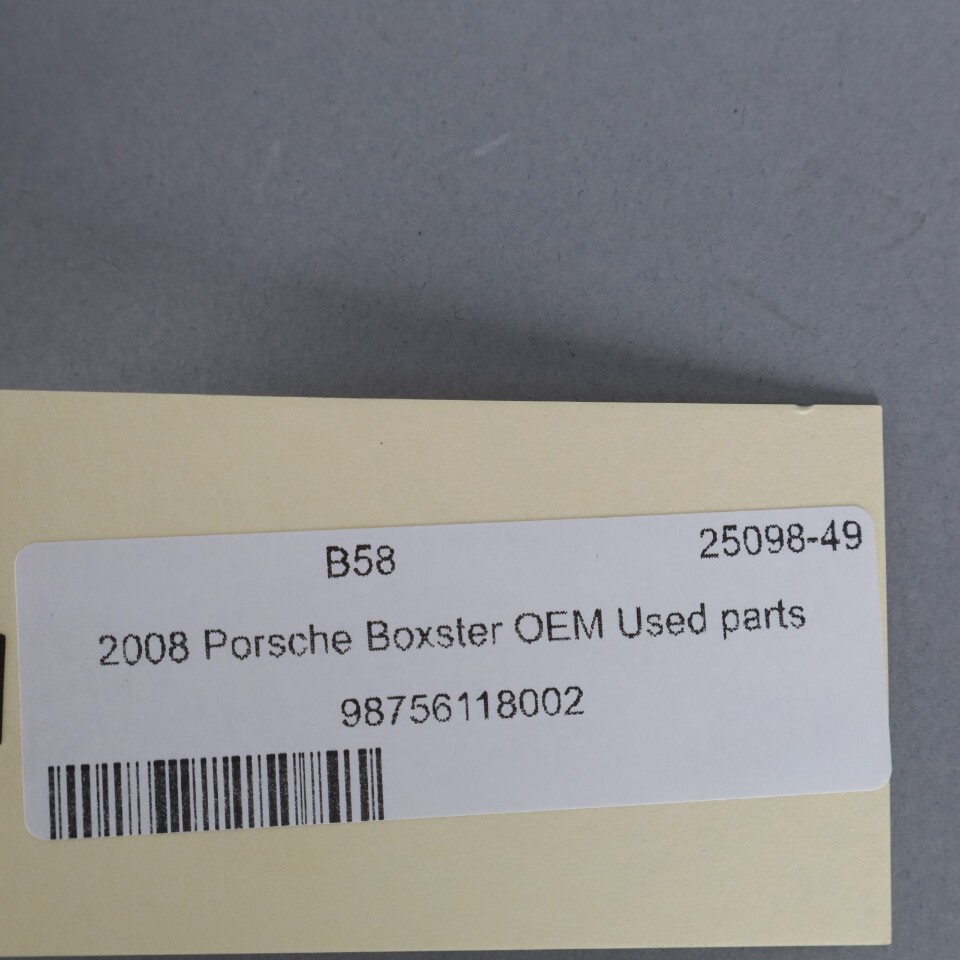 B58 25098-49
2008 Porsche Boxster OEM Used parts
98756118002